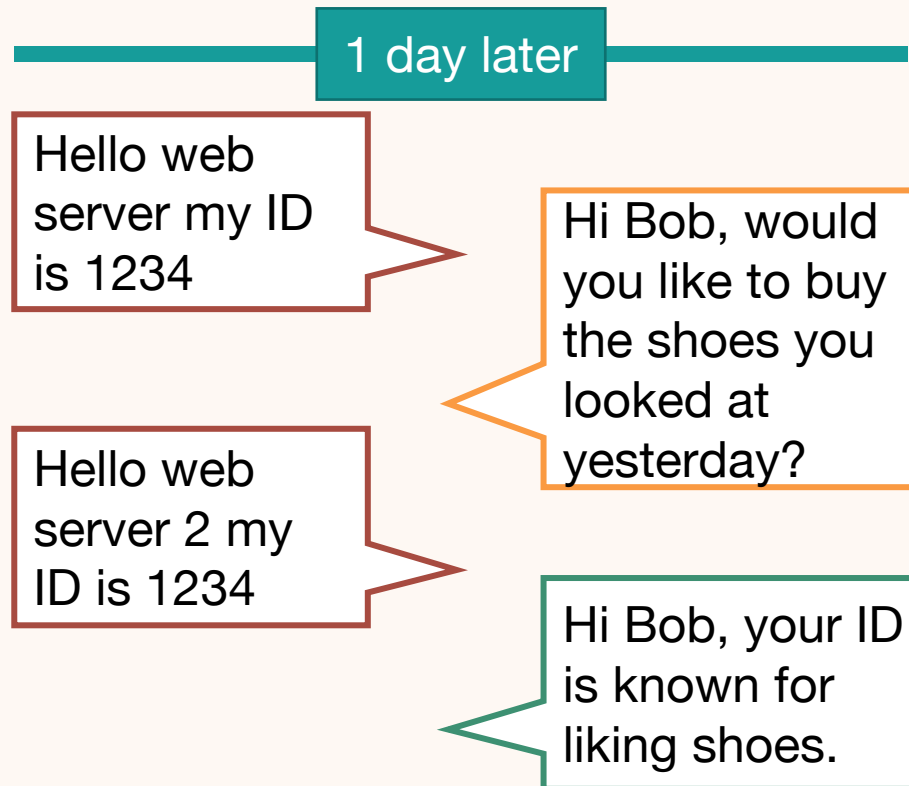 1 day later
Hello web
server my ID
is 1234
Hi Bob, would
you like to buy
the shoes you
looked at
yesterday?
Hello web
server 2 my
ID is 1234
Hi Bob, your ID
is known for
liking shoes.